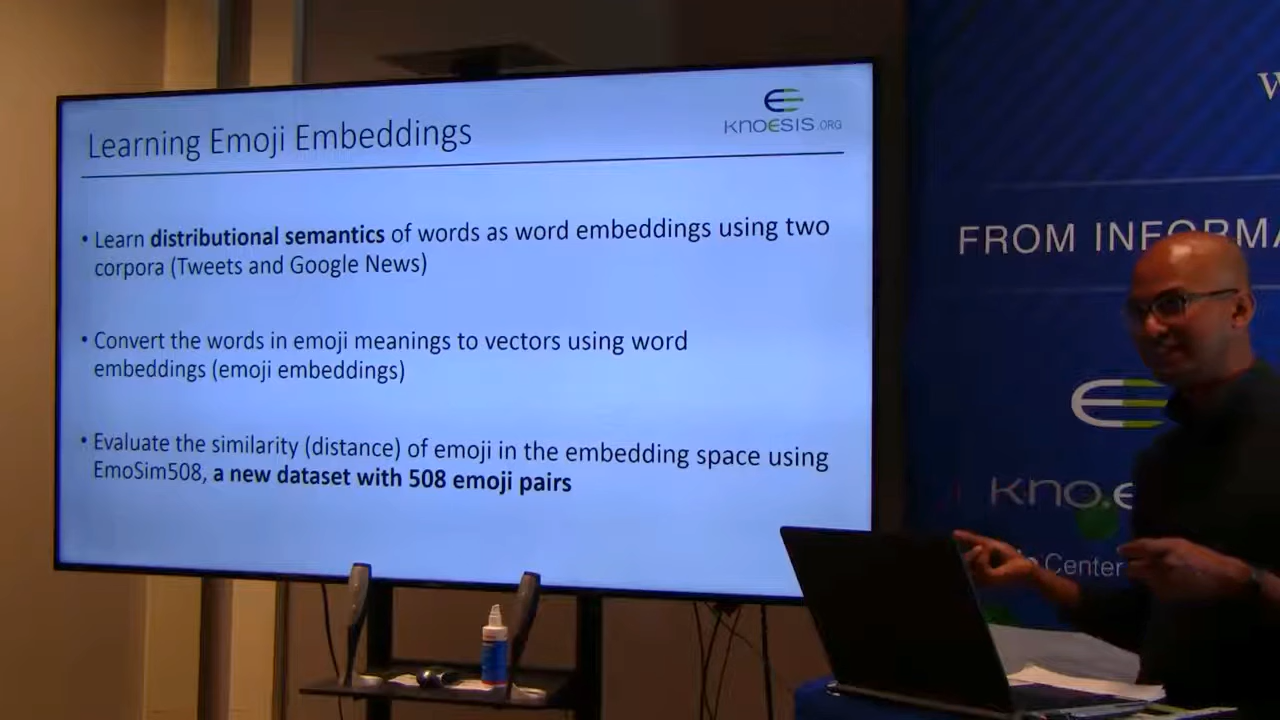 Learning Emoji Embeddings
KNOESIS.ORG
• Learn distributional semantics of words as word embeddings using two
corpora (Tweets and Google News)
• Convert the words in emoji meanings to vectors using word
embeddings (emoji embeddings)
• Evaluate the similarity (distance) of emoji in the embedding space using
EmoSim508, a new dataset with 508 emoji pairs
W
FROM INFORMA
kno.e
Center